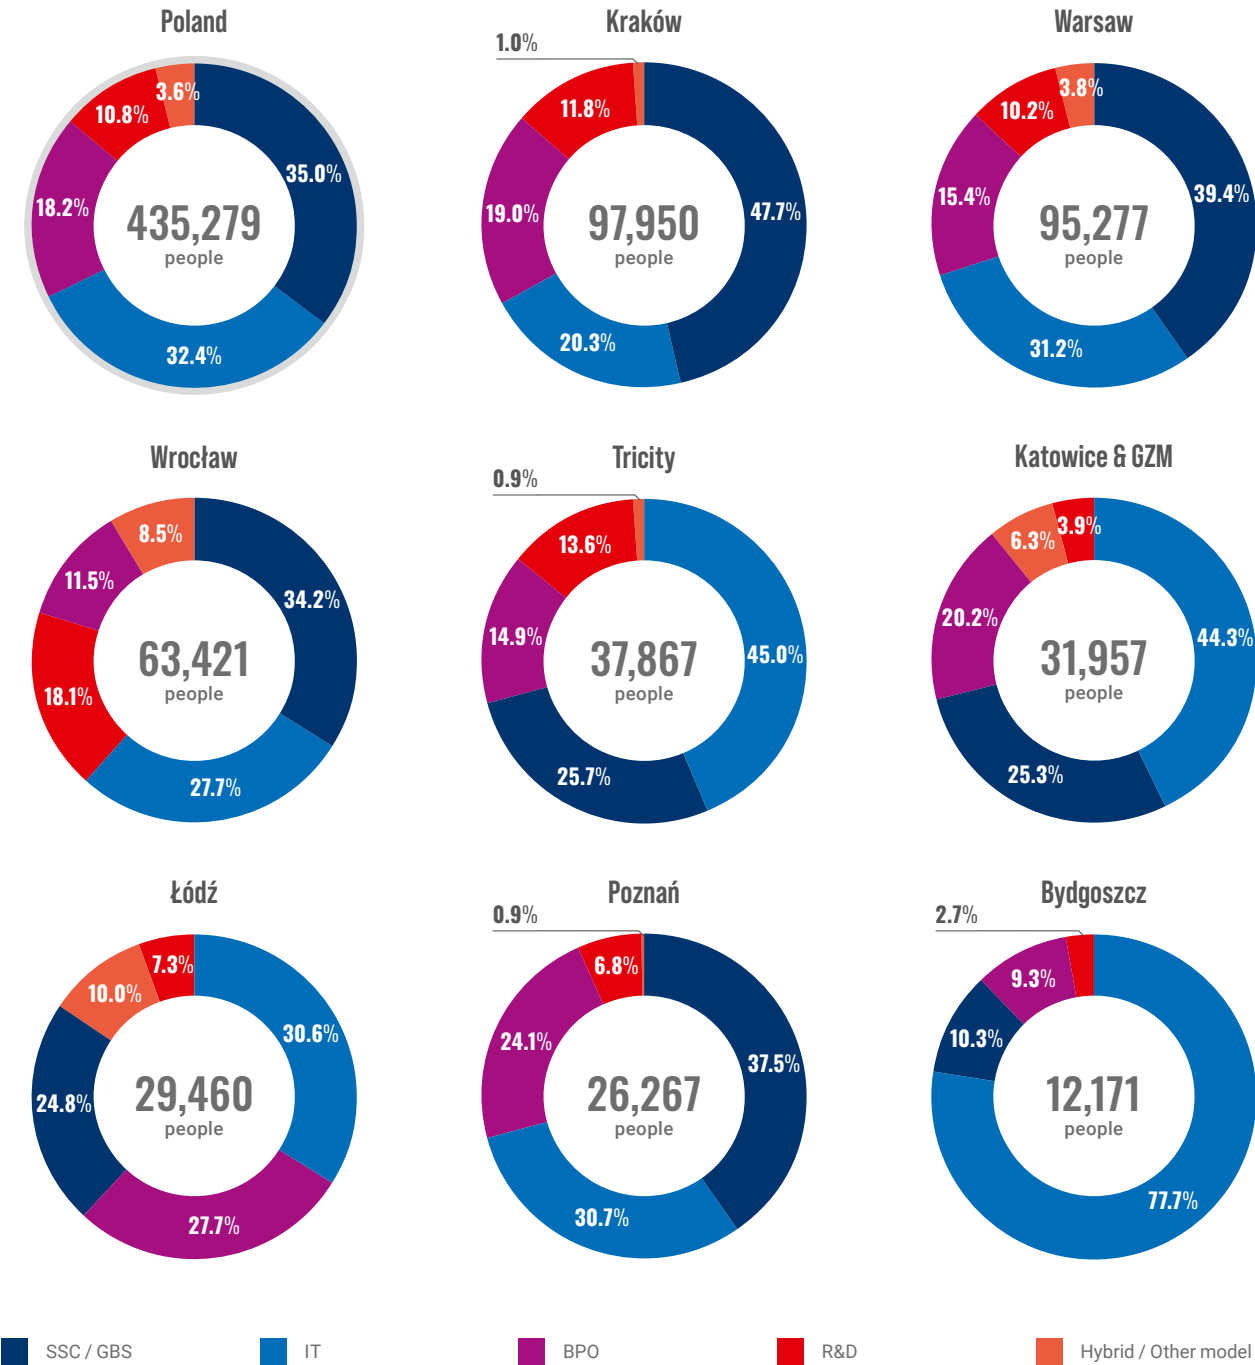 Poland
3.6%
10.8%
35.0%
18.2%
435,279
people
32.4%
Kraków
1.0%
11.8%
47.7%
19.0%
97,950
people
20.3%
Warsaw
3.8%
10.2%
39.4%
15.4%
95,277
people
31.2%
Wrocław
8.5%
11.5%
34.2%
63,421
people
18.1%
27.7%
Tricity
0.9%
13.6%
14.9%
45.0%
37,867
people
25.7%
Katowice & GZM
3.9%
6.3%
20.2%
44.3%
31,957
people
25.3%
Łódź
7.3%
10.0%
30.6%
24.8%
29,460
people
27.7%
Poznań
0.9%
6.8%
24.1%
37.5%
26,267
people
30.7%
Bydgoszcz
2.7%
9.3%
10.3%
12,171
people
77.7%
SSC / GBS
IT
BPO
R&D
Hybrid / Other model